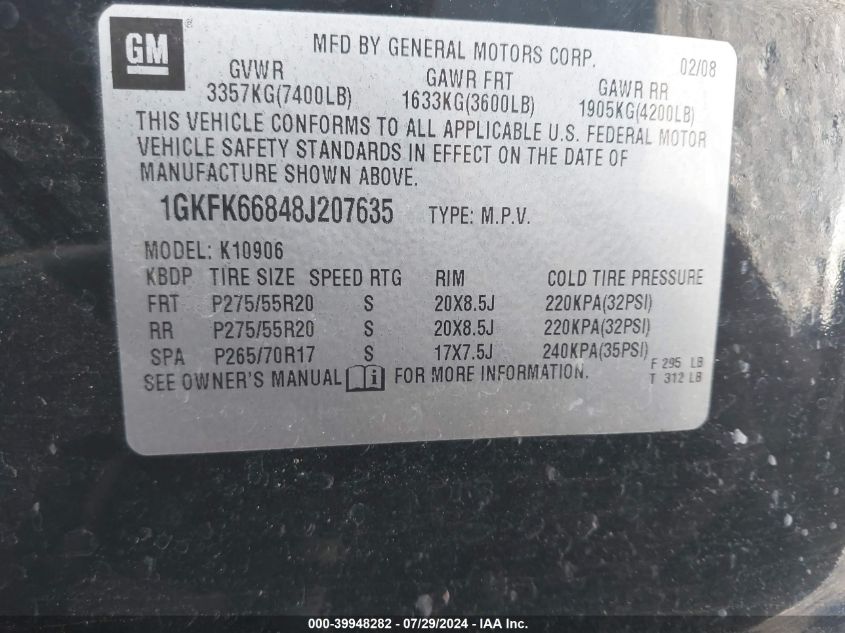 GM ®
MFD BY GENERAL MOTORS CORP. 02/08
GVWR GAWR FRT GAWR RR
3357KG(7400LB) 1633KG(3600LB) 1905KG(4200LB)
THIS VEHICLE CONFORMS TO ALL APPLICABLE U.S. FEDERAL MOTOR
VEHICLE SAFETY STANDARDS IN EFFECT ON THE DATE OF
MANUFACTURE SHOWN ABOVE.
1GKFK66848J207635 TYPE: M.P.V.
MODEL: K10906
KBDP TIRE SIZE SPEED RTG RIM COLD TIRE PRESSURE
FRT P275/55R20 S 20X8.5J 220KPA(32PSI)
RR P275/55R20 S 20X8.5J 220KPA(32PSI)
SPA P265/70R17 S 17X7.5J 240KPA(35PSI)
SEE OWNER'S MANUAL i FOR MORE INFORMATION.
F 295 LB
T 312 LB
000-39948282 - 07/29/2024 - IAA Inc.